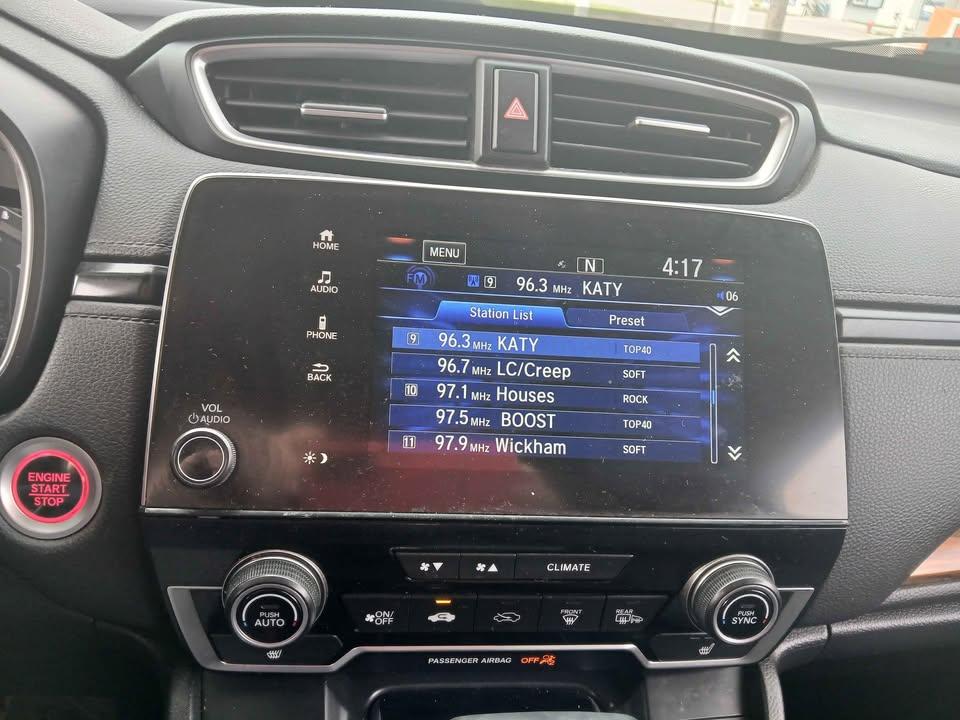 HOME
MENU
N
4:17
FM
9
96.3 MHz KATY
06
AUDIO
Station List
Preset
PHONE
9 96.3 MHz KATY TOP40
BACK
96.7 MHz LC/Creep SOFT
10 97.1 MHz Houses ROCK
97.5 MHz BOOST TOP40
11 97.9 MHz Wickham SOFT
VOL
AUDIO
ENGINE
START
STOP
CLIMATE
PUSH
AUTO
ON/
OFF
FRONT
REAR
PUSH
SYNC
PASSENGER AIRBAG OFF